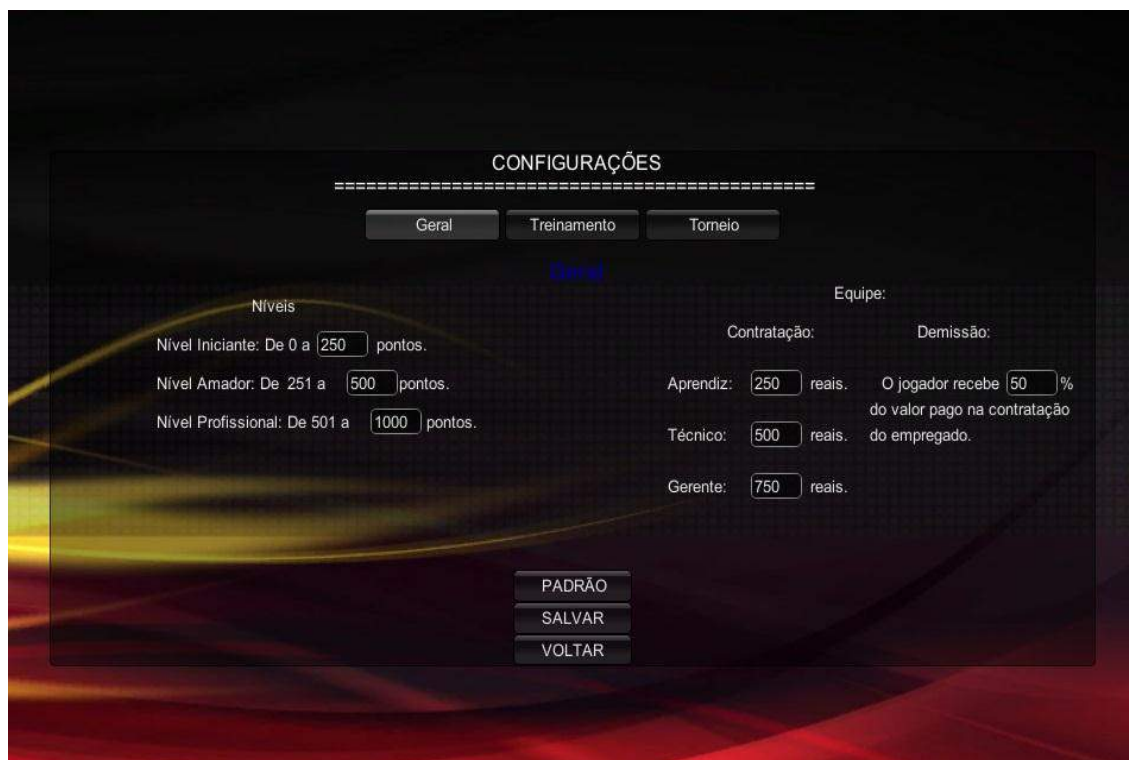 CONFIGURAÇÕES
=============================================
Geral Treinamento Torneio
Geral
Níveis
Nível Iniciante: De 0 a 250 pontos.
Nível Amador: De 251 a 500 pontos.
Nível Profissional: De 501 a 1000 pontos.
Equipe:
Contratação: Demissão:
Aprendiz: 250 reais.
Técnico: 500 reais.
Gerente: 750 reais.
O jogador recebe 50 %
do valor pago na contratação
do empregado.
PADRÃO
SALVAR
VOLTAR